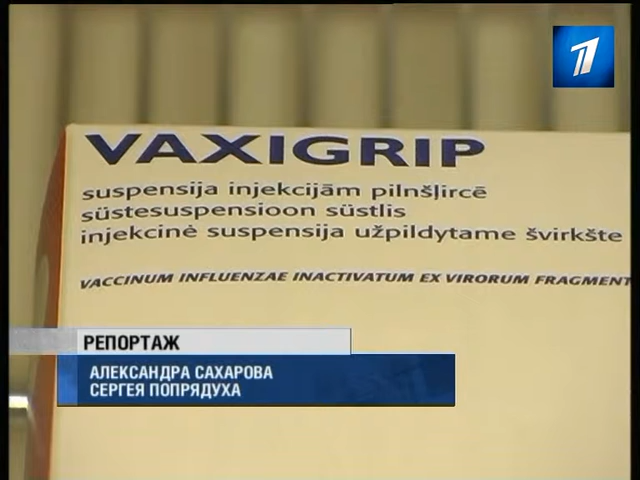 1
VAXIGRIP
suspensija injekcijām pilnšļircē
süstesuspensioon süstlis
injekcinė suspensija užpildytame švirkšte
VACCINUM INFLUENZAE INACTIVATUM EX VIRORUM FRAGMENT
РЕПОРТАЖ
АЛЕКСАНДРА САХАРОВА
СЕРГЕЯ ПОПРЯДУХА